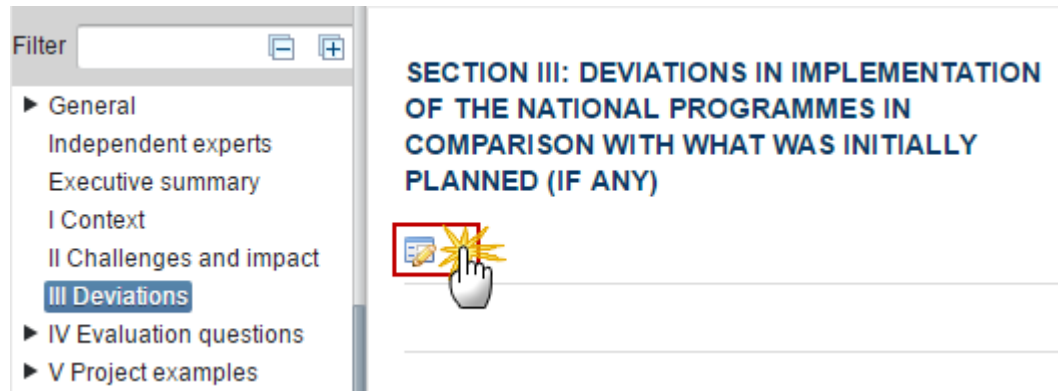 Filter
General
Independent experts
Executive summary
I Context
II Challenges and impact
III Deviations
IV Evaluation questions
V Project examples
SECTION III: DEVIATIONS IN IMPLEMENTATION
OF THE NATIONAL PROGRAMMES IN
COMPARISON WITH WHAT WAS INITIALLY
PLANNED (IF ANY)